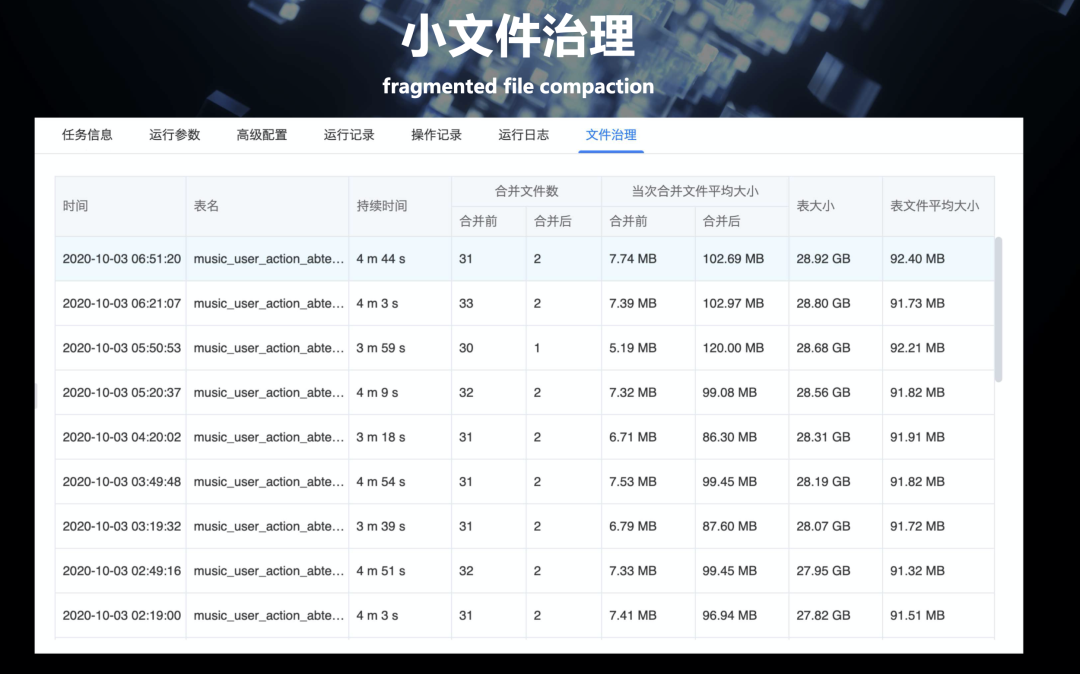 小文件治理
fragmented file compaction
任务信息 运行参数 高级配置 运行记录 操作记录 运行日志 文件治理
时间 表名 持续时间 合并文件数 当次合并文件平均大小 表大小 表文件平均大小
合并前 合并后 合并前 合并后
2020-10-03 06:51:20 music_user_action_abte... 4 m 44 s 31 2 7.74 MB 102.69 MB 28.92 GB 92.40 MB
2020-10-03 06:21:07 music_user_action_abte... 4 m 3 s 33 2 7.39 MB 102.97 MB 28.80 GB 91.73 MB
2020-10-03 05:50:53 music_user_action_abte... 3 m 59 s 30 1 5.19 MB 120.00 MB 28.68 GB 92.21 MB
2020-10-03 05:20:37 music_user_action_abte... 4 m 9 s 32 2 7.32 MB 99.08 MB 28.56 GB 91.82 MB
2020-10-03 04:20:02 music_user_action_abte... 3 m 18 s 31 2 6.71 MB 86.30 MB 28.31 GB 91.91 MB
2020-10-03 03:49:48 music_user_action_abte... 4 m 54 s 31 2 7.53 MB 99.45 MB 28.19 GB 91.82 MB
2020-10-03 03:19:32 music_user_action_abte... 3 m 39 s 31 2 6.79 MB 87.60 MB 28.07 GB 91.72 MB
2020-10-03 02:49:16 music_user_action_abte... 4 m 51 s 32 2 7.33 MB 99.45 MB 27.95 GB 91.32 MB
2020-10-03 02:19:00 music_user_action_abte... 4 m 3 s 31 2 7.41 MB 96.94 MB 27.82 GB 91.51 MB